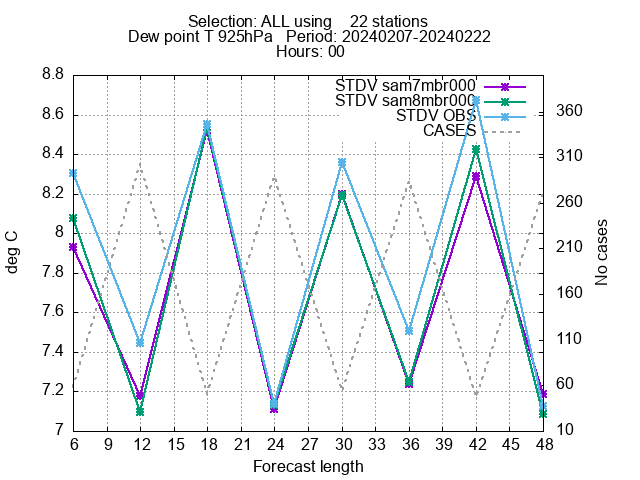 Selection: ALL using    22 stations
Dew point T 925hPa   Period: 20240207-20240222
Hours: 00
STDV sam7mbr000
STDV sam8mbr000
STDV OBS
CASES
8.8
8.6
8.4
8.2
8
7.8
7.6
7.4
7.2
7
deg C
360
310
260
210
160
110
60
10
No cases
6 9 12 15 18 21 24 27 30 33 36 39 42 45 48
Forecast length